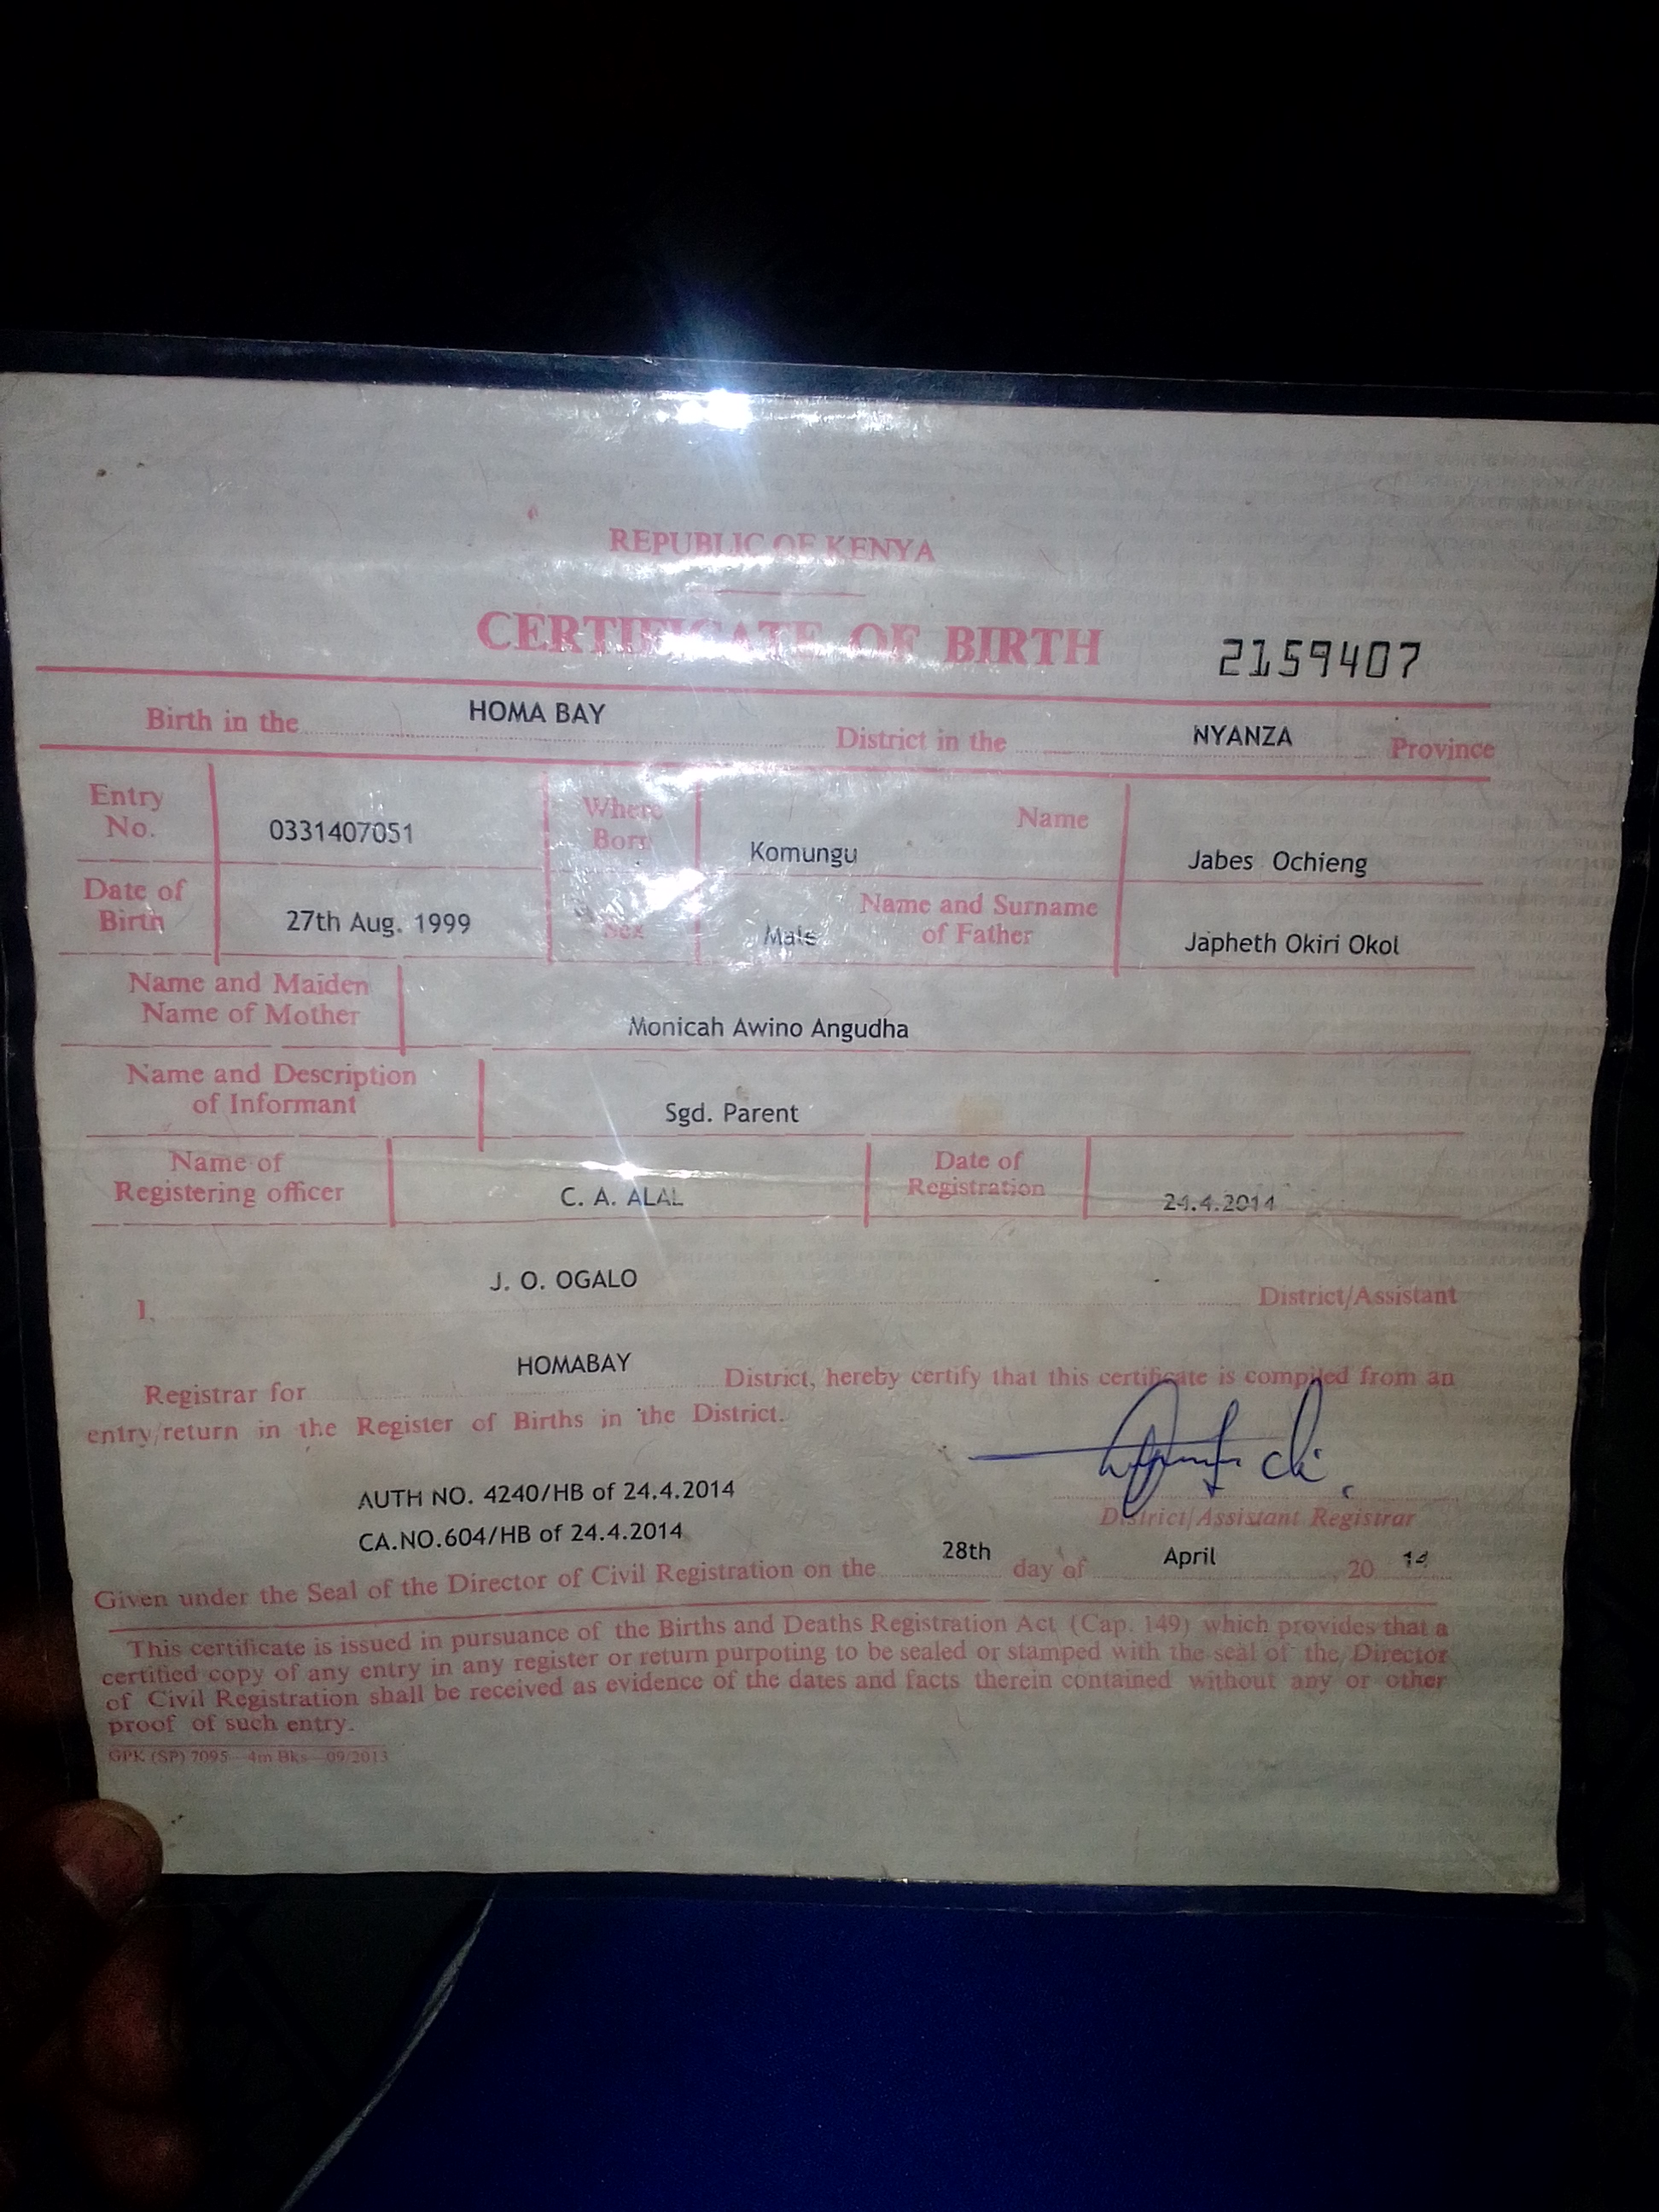 REPUBLIC OF KENYA
CERTIFICATE OF BIRTH
2159407
Birth in the HOMA BAY District in the NYANZA Province
Entry No. 0331407051 Where Born Komungu Name Jabes Ochieng
Date of Birth 27th Aug. 1999 Sex Male Name and Surname of Father Japheth Okiri Okol
Name and Maiden Name of Mother Monicah Awino Angudha
Name and Description of Informant Sgd. Parent
Name of Registering officer C. A. ALAL Date of Registration 24.4.2014
I, J. O. OGALO District/Assistant
Registrar for HOMABAY District, hereby certify that this certificate is compiled from an
entry/return in the Register of Births in the District.
AUTH NO. 4240/HB of 24.4.2014
CA.NO.604/HB of 24.4.2014
District/Assistant Registrar
Given under the Seal of the Director of Civil Registration on the 28th day of April, 20 14
This certificate is issued in pursuance of the Births and Deaths Registration Act (Cap. 149) which provides that a
certified copy of any entry in any register or return purpoting to be sealed or stamped with the seal of the Director
of Civil Registration shall be received as evidence of the dates and facts therein contained without any or other
proof of such entry.
GPK (SP) 7095—4m Bks—09/2013